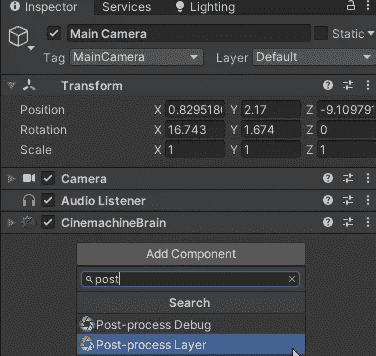 Inspector Services Lighting
Main Camera Static
Tag MainCamera Layer Default
Transform
Position X 0.829518 Y 2.17 Z -9.10979
Rotation X 16.743 Y 1.674 Z 0
Scale X 1 Y 1 Z 1
Camera
Audio Listener
CinemachineBrain
Add Component
post
Search
Post-process Debug
Post-process Layer